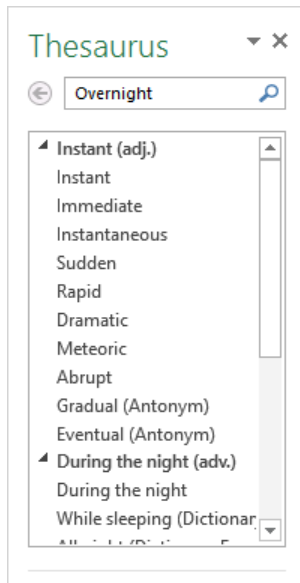 Thesaurus
Overnight
Instant (adj.)
Instant
Immediate
Instantaneous
Sudden
Rapid
Dramatic
Meteoric
Abrupt
Gradual (Antonym)
Eventual (Antonym)
During the night (adv.)
During the night
While sleeping (Dictionar